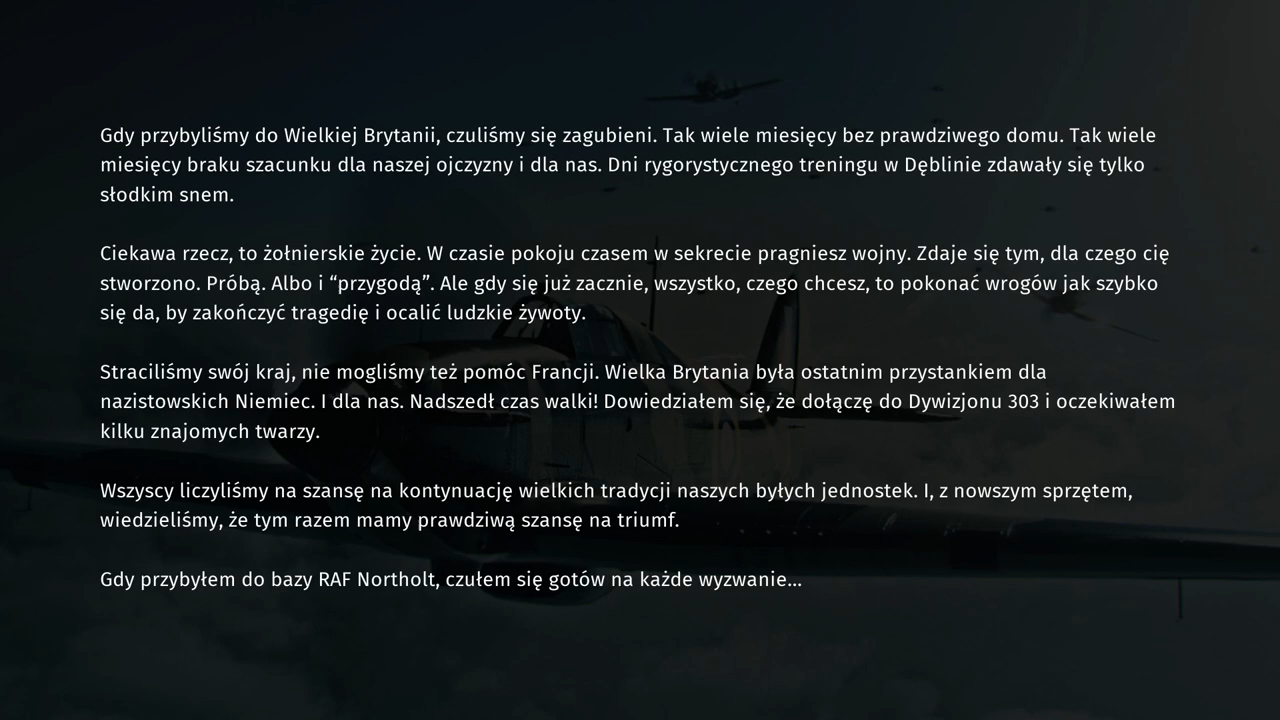 Gdy przybyliśmy do Wielkiej Brytanii, czuliśmy się zagubieni. Tak wiele miesięcy bez prawdziwego domu. Tak wiele
miesięcy braku szacunku dla naszej ojczyzny i dla nas. Dni rygorystycznego treningu w Dęblinie zdawały się tylko
słodkim snem.
Ciekawa rzecz, to żołnierskie życie. W czasie pokoju czasem w sekrecie pragniesz wojny. Zdaje się tym, dla czego cię
stworzono. Próbą. Albo i “przygodą”. Ale gdy się już zacznie, wszystko, czego chcesz, to pokonać wrogów jak szybko
się da, by zakończyć tragedię i ocalić ludzkie żywoty.
Straciliśmy swój kraj, nie mogliśmy też pomóc Francji. Wielka Brytania była ostatnim przystankiem dla
nazistowskich Niemiec. I dla nas. Nadszedł czas walki! Dowiedziałem się, że dołączę do Dywizjonu 303 i oczekiwałem
kilku znajomych twarzy.
Wszyscy liczyliśmy na szansę na kontynuację wielkich tradycji naszych byłych jednostek. I, z nowszym sprzętem,
wiedzieliśmy, że tym razem mamy prawdziwą szansę na triumf.
Gdy przybyłem do bazy RAF Northolt, czułem się gotów na każde wyzwanie...